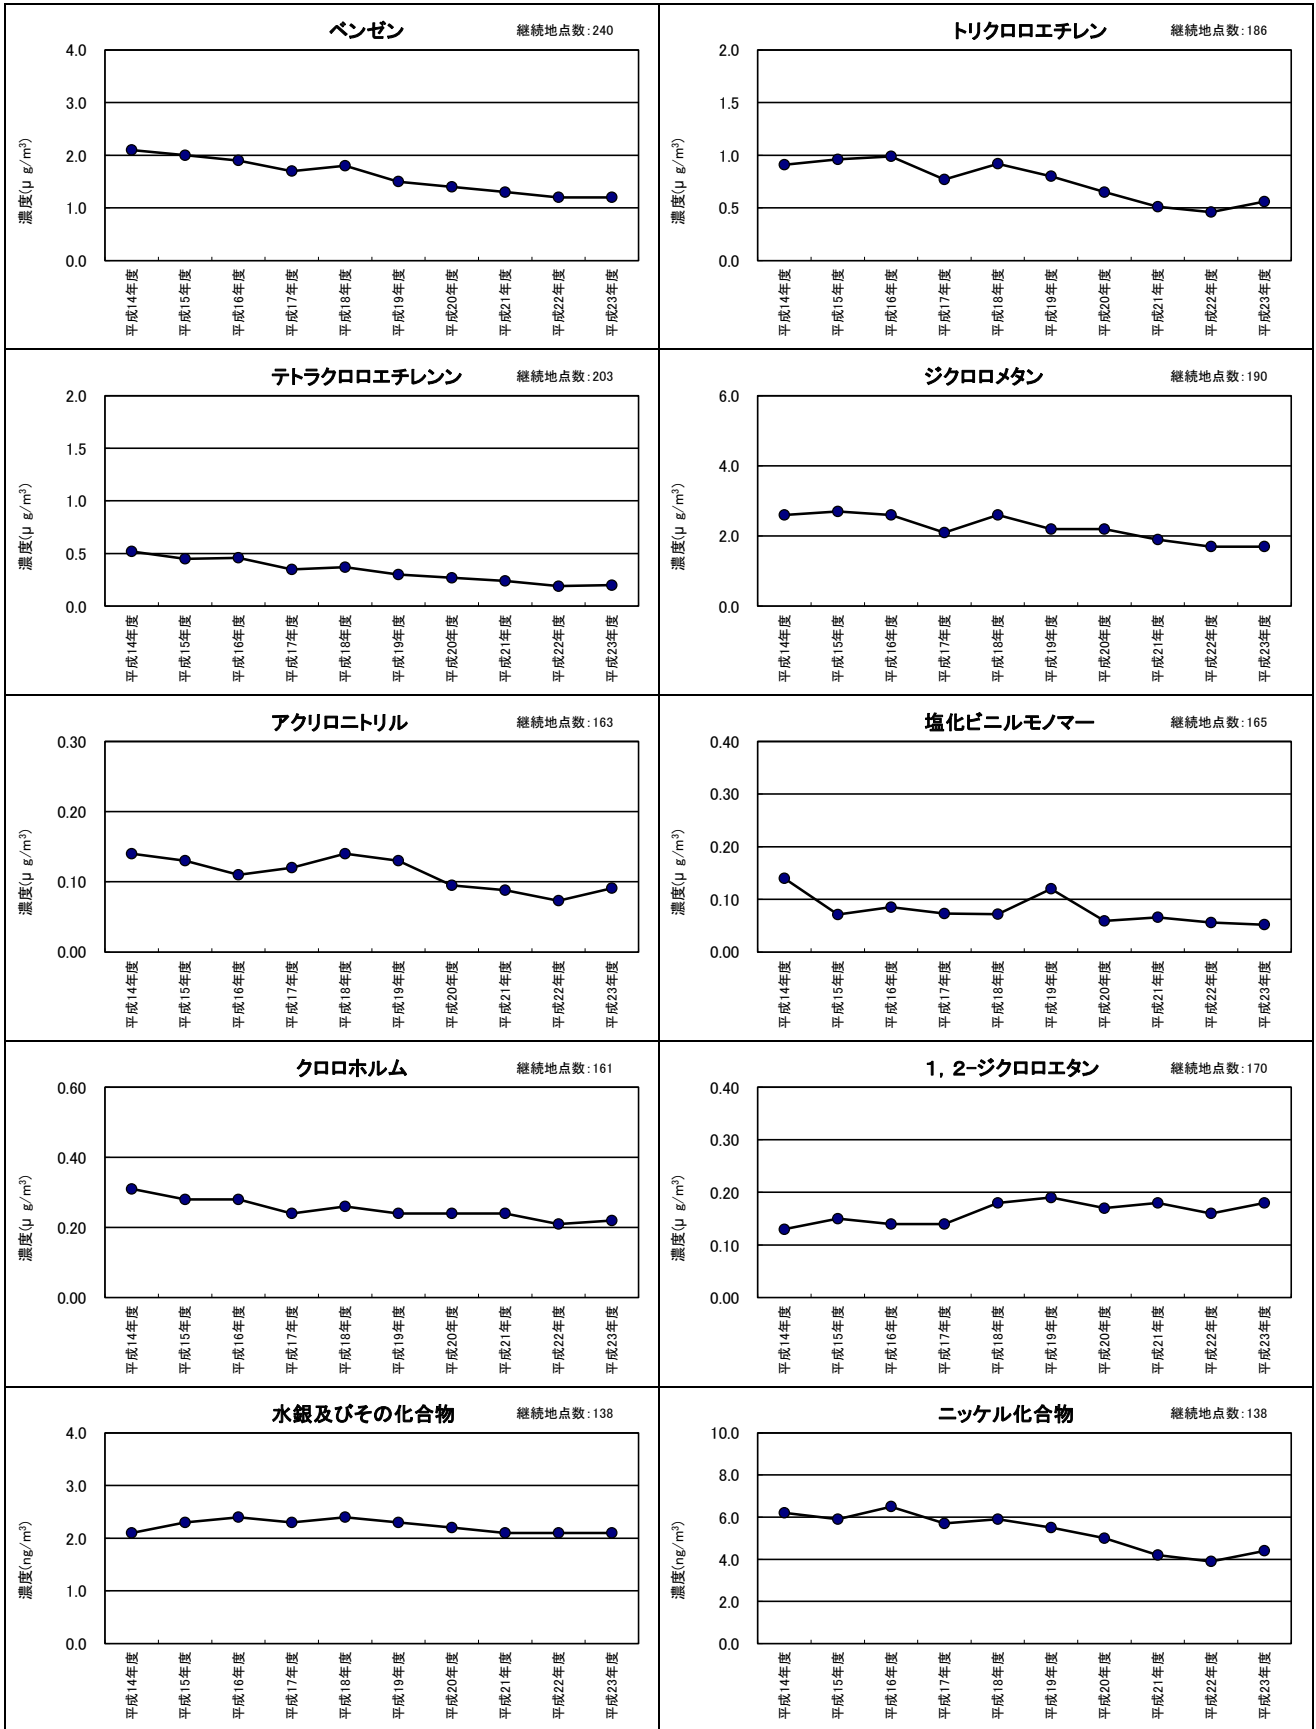 ベンゼン 継続地点数:240
4.0
3.0
2.0
1.0
0.0
濃度(μ g/m³)
平成14年度 平成15年度 平成16年度 平成17年度 平成18年度 平成19年度 平成20年度 平成21年度 平成22年度 平成23年度
トリクロロエチレン 継続地点数:186
2.0
1.5
1.0
0.5
0.0
濃度(μ g/m³)
平成14年度 平成15年度 平成16年度 平成17年度 平成18年度 平成19年度 平成20年度 平成21年度 平成22年度 平成23年度
テトラクロロエチレンン 継続地点数:203
2.0
1.5
1.0
0.5
0.0
濃度(μ g/m³)
平成14年度 平成15年度 平成16年度 平成17年度 平成18年度 平成19年度 平成20年度 平成21年度 平成22年度 平成23年度
ジクロロメタン 継続地点数:190
6.0
4.0
2.0
0.0
濃度(μ g/m³)
平成14年度 平成15年度 平成16年度 平成17年度 平成18年度 平成19年度 平成20年度 平成21年度 平成22年度 平成23年度
アクリロニトリル 継続地点数:163
0.30
0.20
0.10
0.00
濃度(μ g/m³)
平成14年度 平成15年度 平成16年度 平成17年度 平成18年度 平成19年度 平成20年度 平成21年度 平成22年度 平成23年度
塩化ビニルモノマー 継続地点数:165
0.40
0.30
0.20
0.10
0.00
濃度(μ g/m³)
平成14年度 平成15年度 平成16年度 平成17年度 平成18年度 平成19年度 平成20年度 平成21年度 平成22年度 平成23年度
クロロホルム 継続地点数:161
0.60
0.40
0.20
0.00
濃度(μ g/m³)
平成14年度 平成15年度 平成16年度 平成17年度 平成18年度 平成19年度 平成20年度 平成21年度 平成22年度 平成23年度
1，2-ジクロロエタン 継続地点数:170
0.40
0.30
0.20
0.10
0.00
濃度(μ g/m³)
平成14年度 平成15年度 平成16年度 平成17年度 平成18年度 平成19年度 平成20年度 平成21年度 平成22年度 平成23年度
水銀及びその化合物 継続地点数:138
4.0
3.0
2.0
1.0
0.0
濃度(ng/m³)
平成14年度 平成15年度 平成16年度 平成17年度 平成18年度 平成19年度 平成20年度 平成21年度 平成22年度 平成23年度
ニッケル化合物 継続地点数:138
10.0
8.0
6.0
4.0
2.0
0.0
濃度(ng/m³)
平成14年度 平成15年度 平成16年度 平成17年度 平成18年度 平成19年度 平成20年度 平成21年度 平成22年度 平成23年度